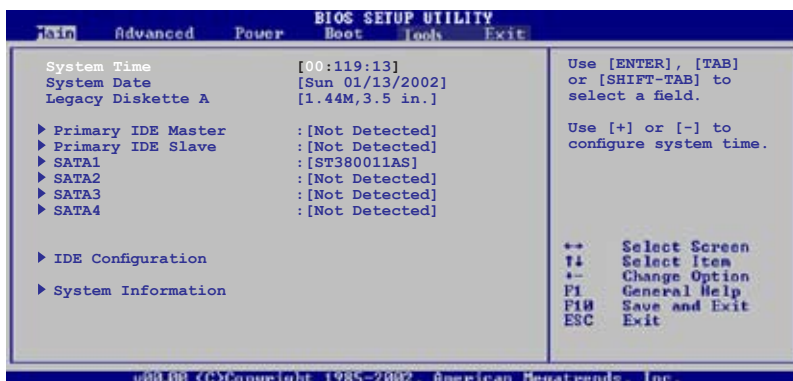 BIOS SETUP UTILITY
Main Advanced Power Boot Tools Exit
System Time [00:119:13]
System Date [Sun 01/13/2002]
Legacy Diskette A [1.44M,3.5 in.]
Primary IDE Master :[Not Detected]
Primary IDE Slave :[Not Detected]
SATA1 :[ST380011AS]
SATA2 :[Not Detected]
SATA3 :[Not Detected]
SATA4 :[Not Detected]
IDE Configuration
System Information
Use [ENTER], [TAB]
or [SHIFT-TAB] to
select a field.
Use [+] or [-] to
configure system time.
↔ Select Screen
↑↓ Select Item
+- Change Option
F1 General Help
F10 Save and Exit
ESC Exit
v00.00 (C)Copyright 1985-2002, American Megatrends, Inc.